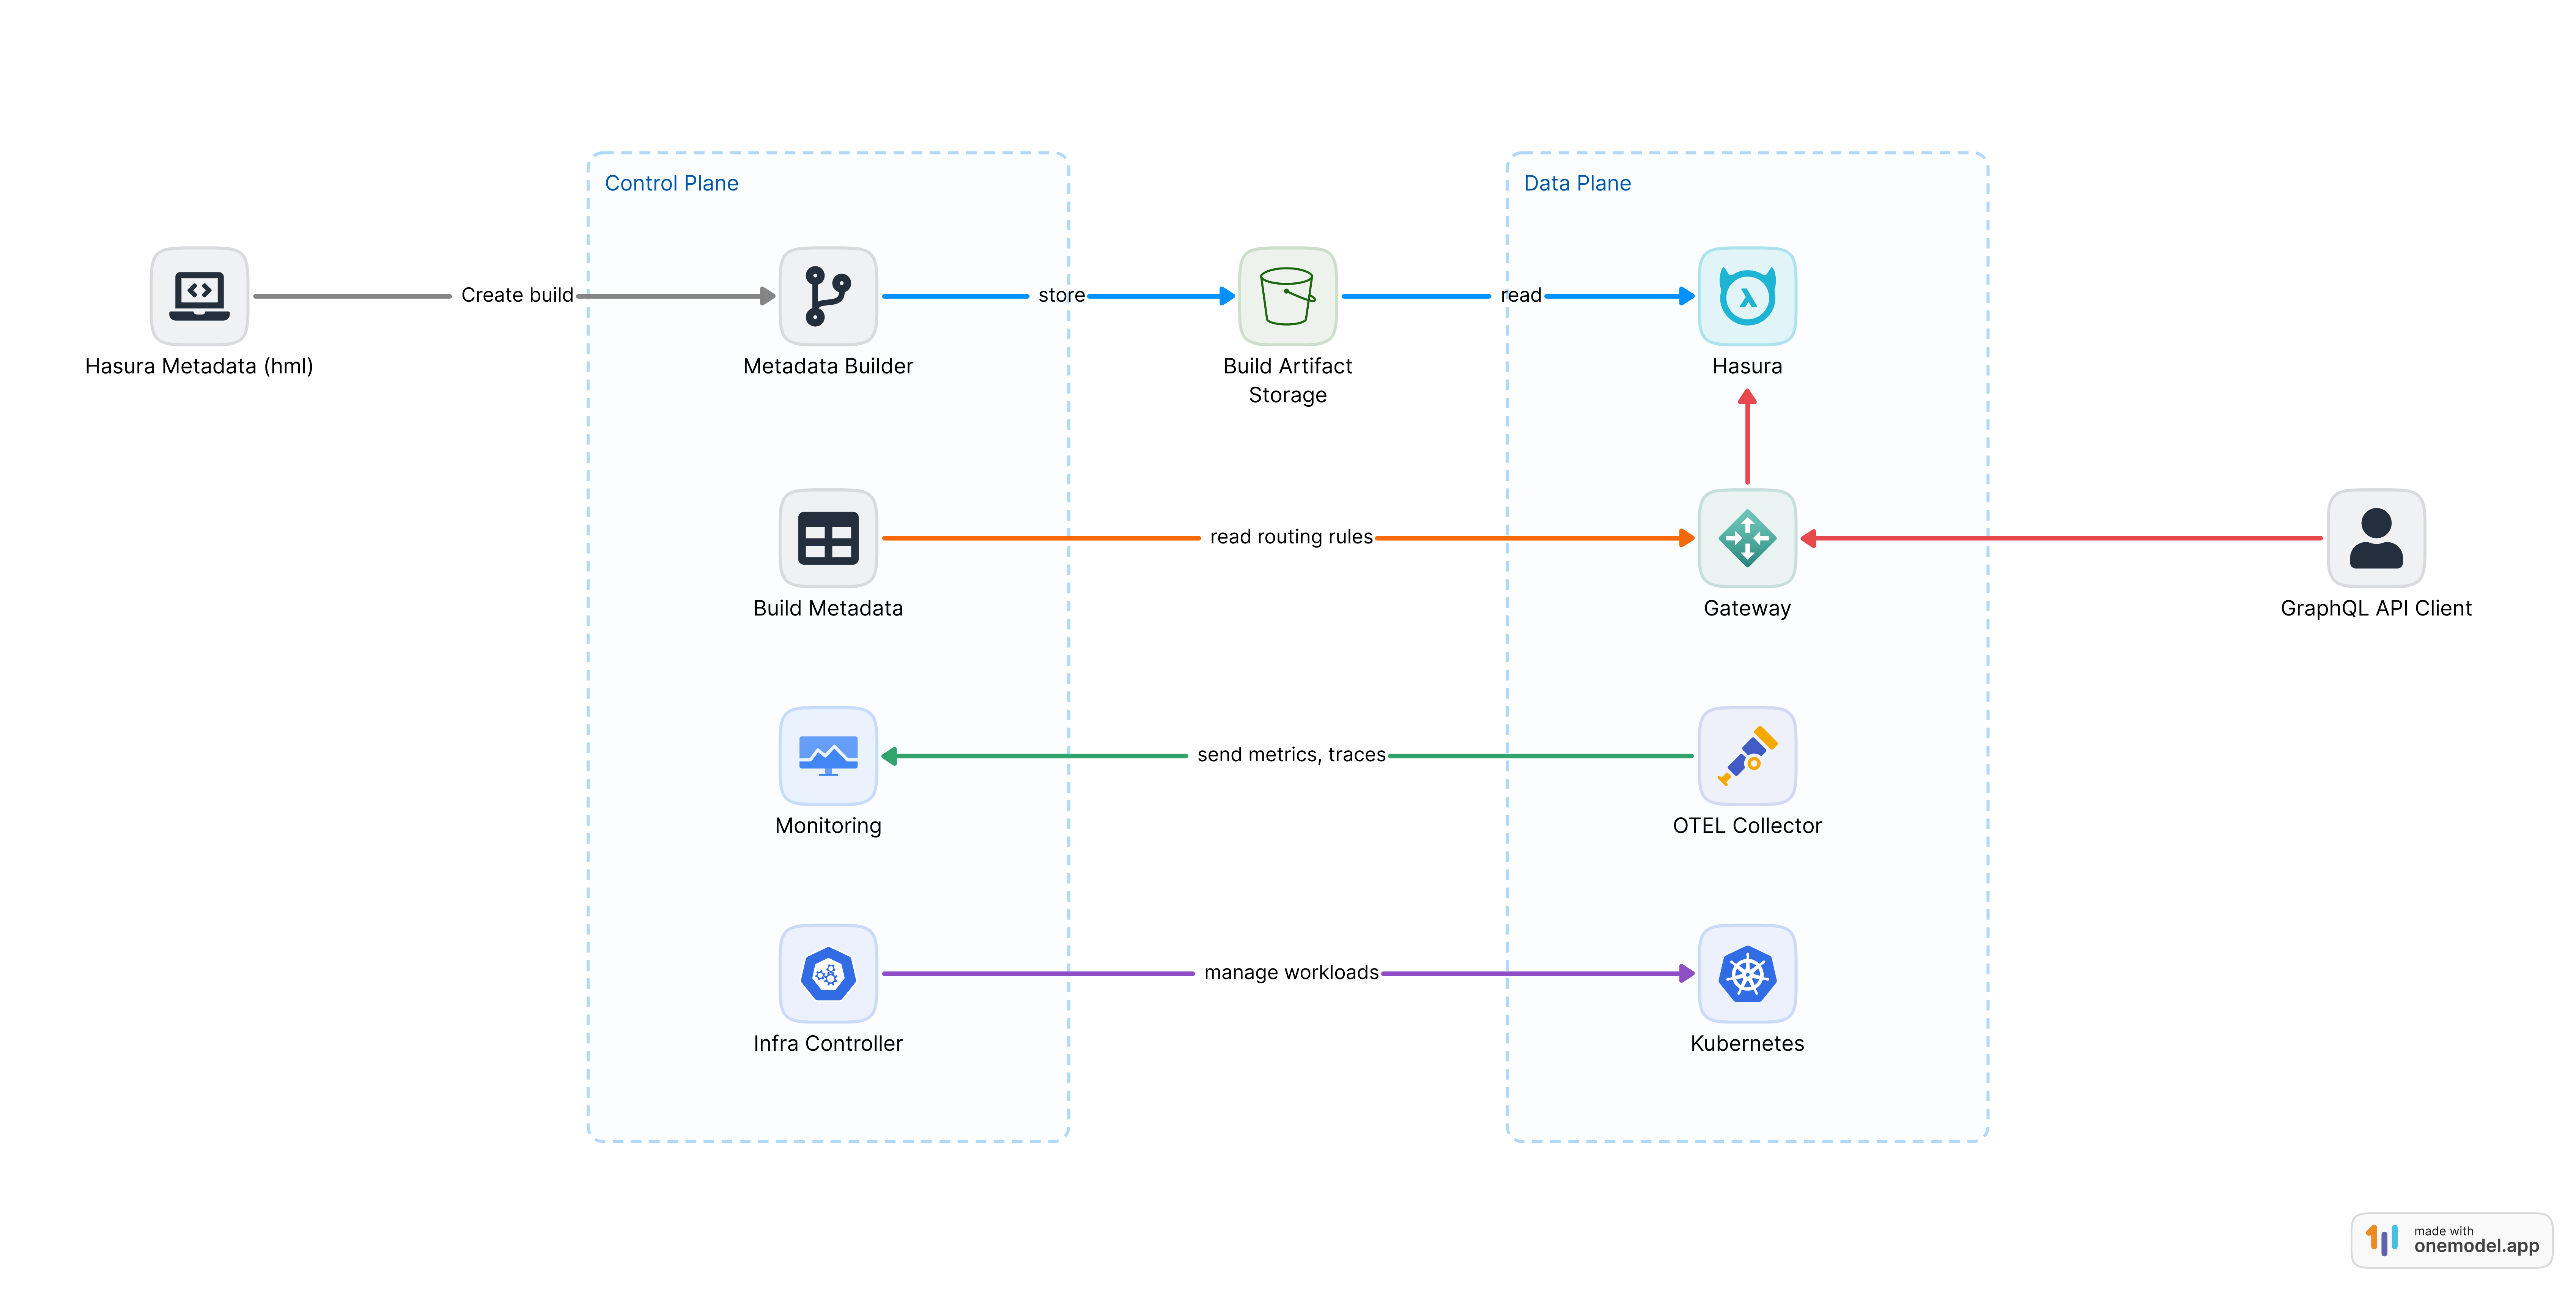 Control Plane
Data Plane
Create build
store
read
Hasura Metadata (hml)
Metadata Builder
Build Artifact
Storage
Hasura
read routing rules
Build Metadata
Gateway
GraphQL API Client
send metrics, traces
Monitoring
OTEL Collector
manage workloads
Infra Controller
Kubernetes
made with
onemodel.app